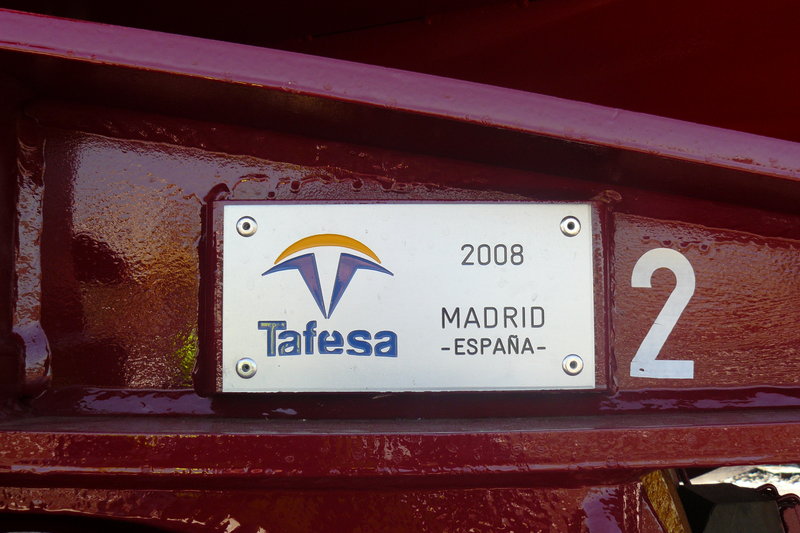 2008
MADRID
-ESPAÑA-
Tafesa
2